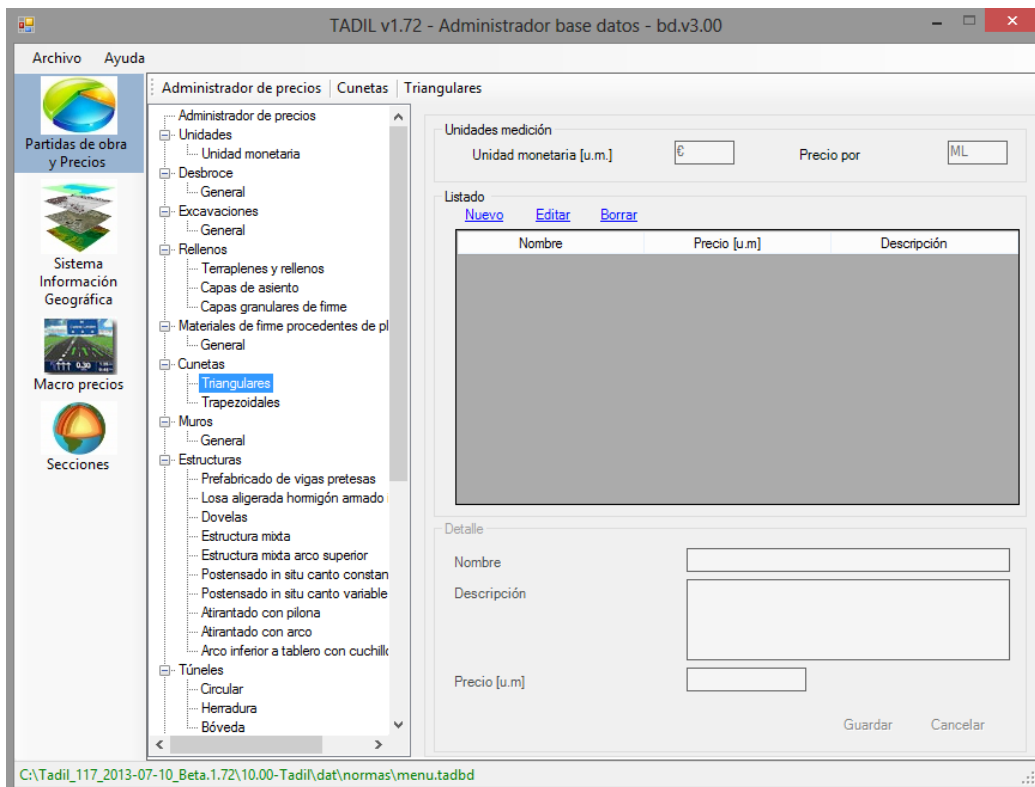 TADIL v1.72 - Administrador base datos - bd.v3.00
Archivo Ayuda
Partidas de obra
y Precios
Sistema
Información
Geográfica
Macro precios
Secciones
Administrador de precios Cunetas Triangulares
Administrador de precios
Unidades
Unidad monetaria
Desbroce
General
Excavaciones
General
Rellenos
Terraplenes y rellenos
Capas de asiento
Capas granulares de firme
Materiales de firme procedentes de pl
General
Cunetas
Triangulares
Trapezoidales
Muros
General
Estructuras
Prefabricado de vigas pretesas
Losa aligerada hormigón armado
Dovelas
Estructura mixta
Estructura mixta arco superior
Postensado in situ canto constan
Postensado in situ canto variable
Atirantado con pilona
Atirantado con arco
Arco inferior a tablero con cuchillo
Túneles
Circular
Herradura
Bóveda
Unidades medición
Unidad monetaria [u.m.] € Precio por ML
Listado
Nuevo Editar Borrar
Nombre Precio [u.m] Descripción
Detalle
Nombre
Descripción
Precio [u.m]
Guardar Cancelar
C:\Tadil_117_2013-07-10_Beta.1.72\10.00-Tadil\dat\normas\menu.tadbd